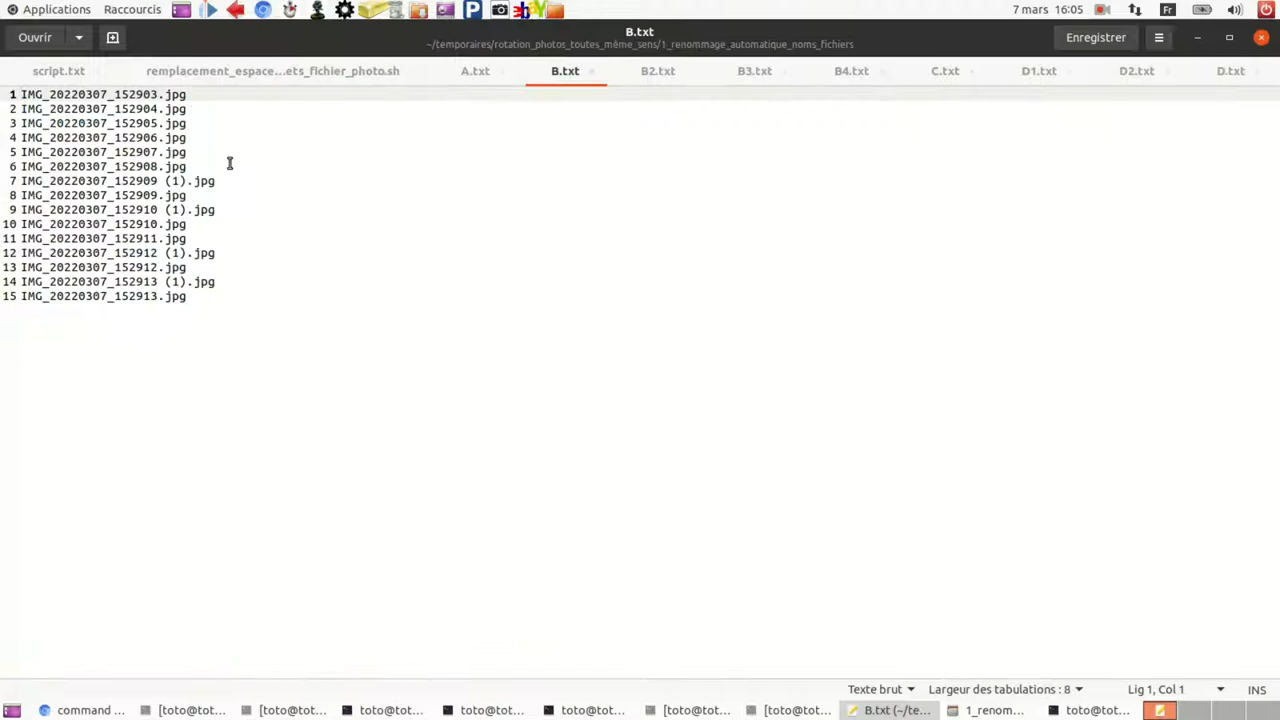 Applications Raccourcis 7 mars 16:05 Fr
Ouvrir B.txt Enregistrer
~/temporaires/rotation_photos_toutes_même_sens/1_renommage_automatique_noms_fichiers
script.txt remplacement_espace...ets_fichier_photo.sh A.txt B.txt B2.txt B3.txt B4.txt C.txt D1.txt D2.txt D.txt
1 IMG_20220307_152903.jpg
2 IMG_20220307_152904.jpg
3 IMG_20220307_152905.jpg
4 IMG_20220307_152906.jpg
5 IMG_20220307_152907.jpg
6 IMG_20220307_152908.jpg
7 IMG_20220307_152909 (1).jpg
8 IMG_20220307_152909.jpg
9 IMG_20220307_152910 (1).jpg
10 IMG_20220307_152910.jpg
11 IMG_20220307_152911.jpg
12 IMG_20220307_152912 (1).jpg
13 IMG_20220307_152912.jpg
14 IMG_20220307_152913 (1).jpg
15 IMG_20220307_152913.jpg
Texte brut Largeur des tabulations : 8 Lig 1, Col 1 INS
command ... [toto@tot... [toto@tot... toto@tot... toto@tot... toto@tot... [toto@tot... [toto@tot... B.txt (~/te... 1_renom... toto@tot...